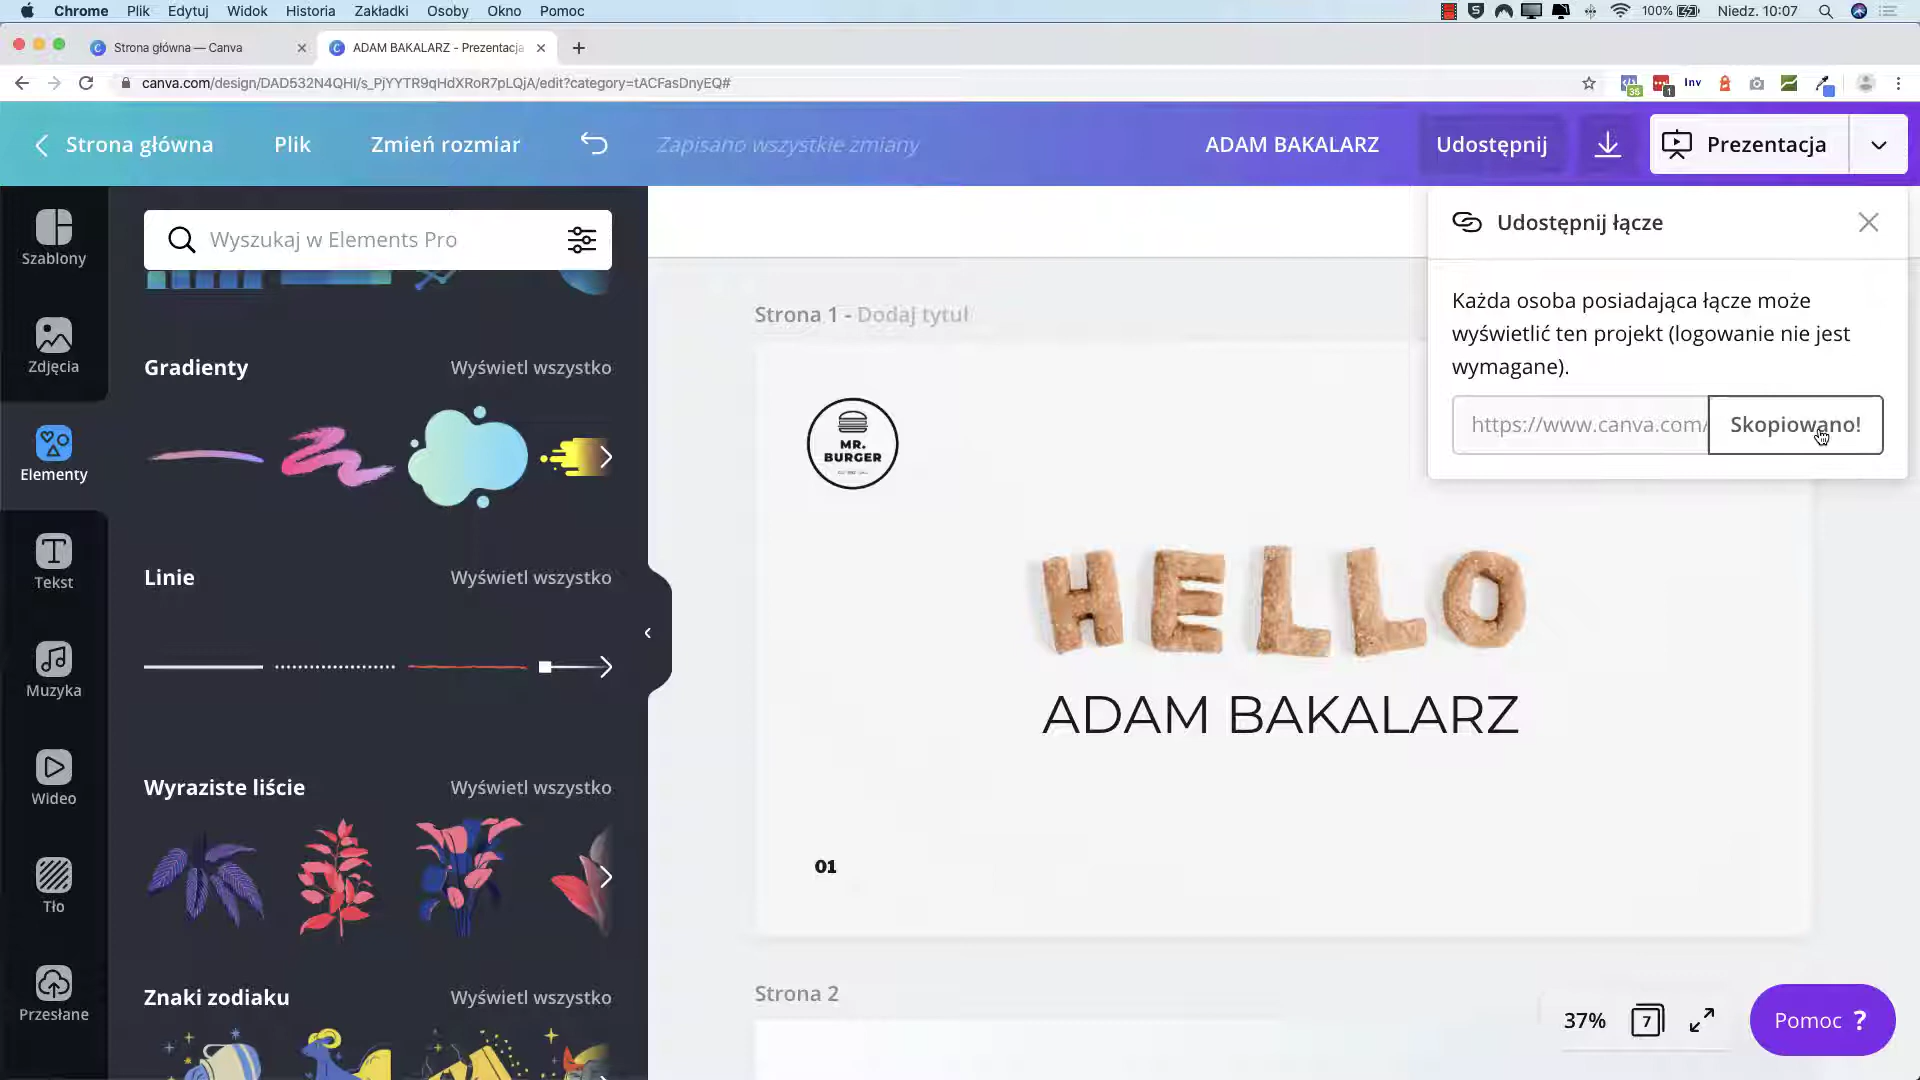 Chrome Plik Edytuj Widok Historia Zakładki Osoby Okno Pomoc
100% Niedz. 10:07
Strona główna — Canva
ADAM BAKALARZ - Prezentacja
canva.com/design/DAD532N4QHI/s_PjYYTR9qHdXRoR7pLQjA/edit?category=tACFasDnyEQ#
36
1
Inv
Strona główna
Plik
Zmień rozmiar
Zapisano wszystkie zmiany
ADAM BAKALARZ
Udostępnij
Prezentacja
Szablony
Zdjęcia
Elementy
Tekst
Muzyka
Wideo
Tło
Przesłane
Wyszukaj w Elements Pro
Gradienty Wyświetl wszystko
Linie Wyświetl wszystko
Wyraziste liście Wyświetl wszystko
Znaki zodiaku Wyświetl wszystko
Strona 1 - Dodaj tytuł
MR.
BURGER
HELLO
ADAM BAKALARZ
01
Strona 2
Udostępnij łącze
Każda osoba posiadająca łącze może
wyświetlić ten projekt (logowanie nie jest
wymagane).
https://www.canva.com/
Skopiowano!
37%
7
Pomoc ?